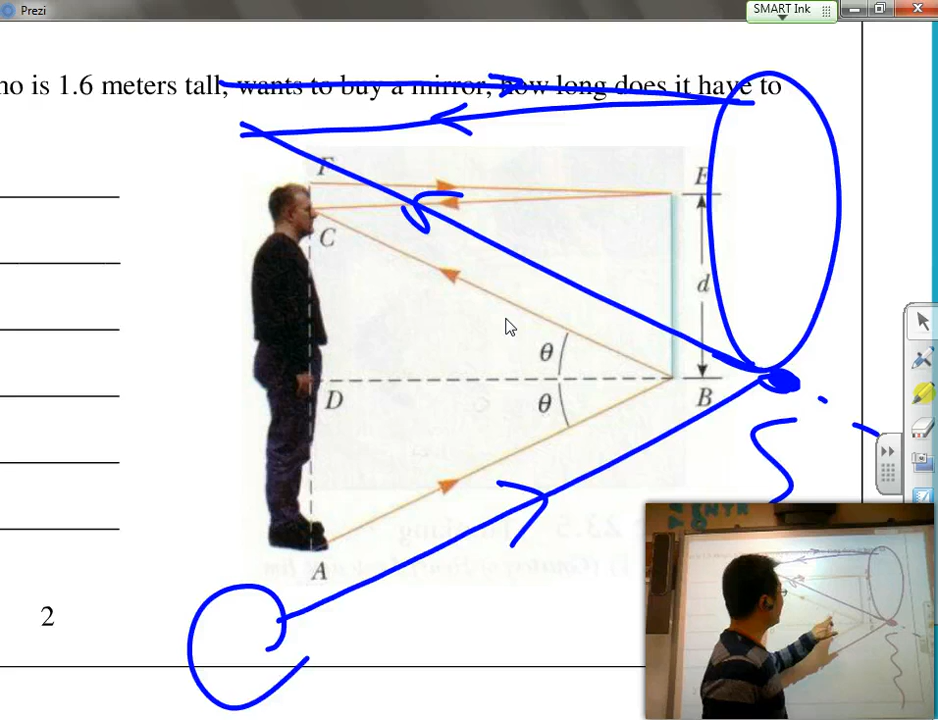 Prezi
SMART Ink
no is 1.6 meters tall, wants to buy a mirror, how long does it have to
F
E
C
d
θ
D
B
θ
A
2